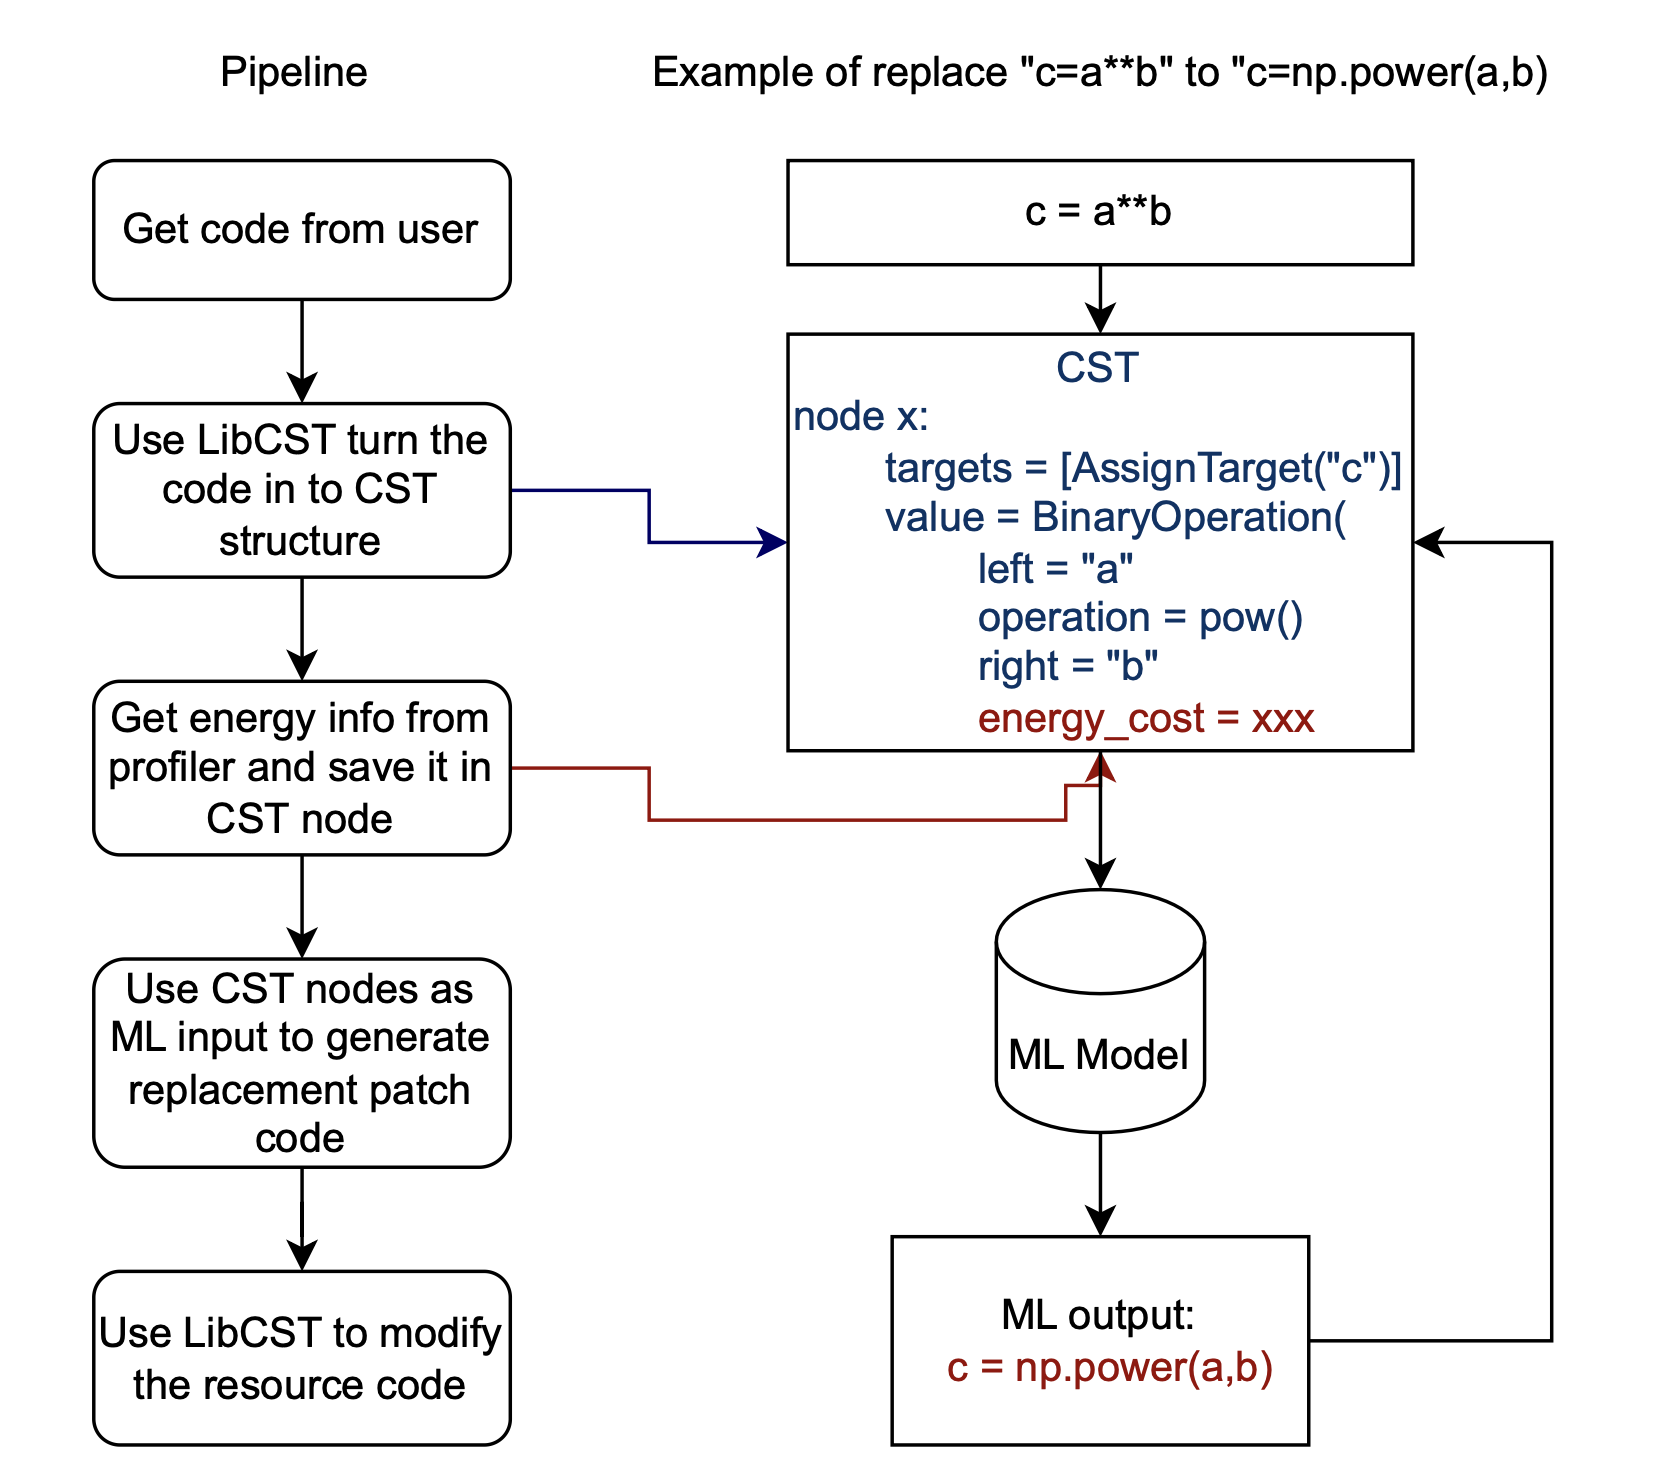 Pipeline
Example of replace "c=a**b" to "c=np.power(a,b)
Get code from user
Use LibCST turn the
code in to CST
structure
Get energy info from
profiler and save it in
CST node
Use CST nodes as
ML input to generate
replacement patch
code
Use LibCST to modify
the resource code
c = a**b
CST
node x:
targets = [AssignTarget("c")]
value = BinaryOperation(
left = "a"
operation = pow()
right = "b"
energy_cost = xxx
ML Model
ML output:
c = np.power(a,b)